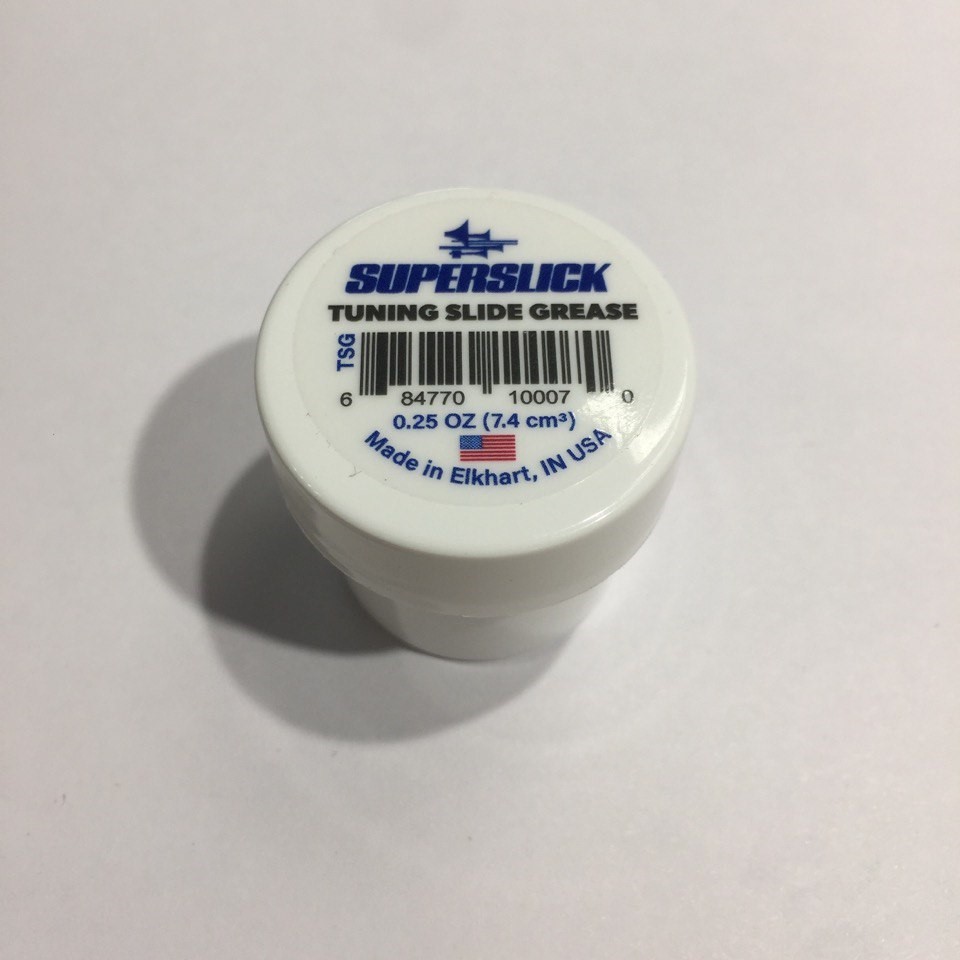 SUPERSLICK
TUNING SLIDE GREASE
TSG
6 84770 10007 0
0.25 OZ (7.4 cm³)
Made in Elkhart, IN USA